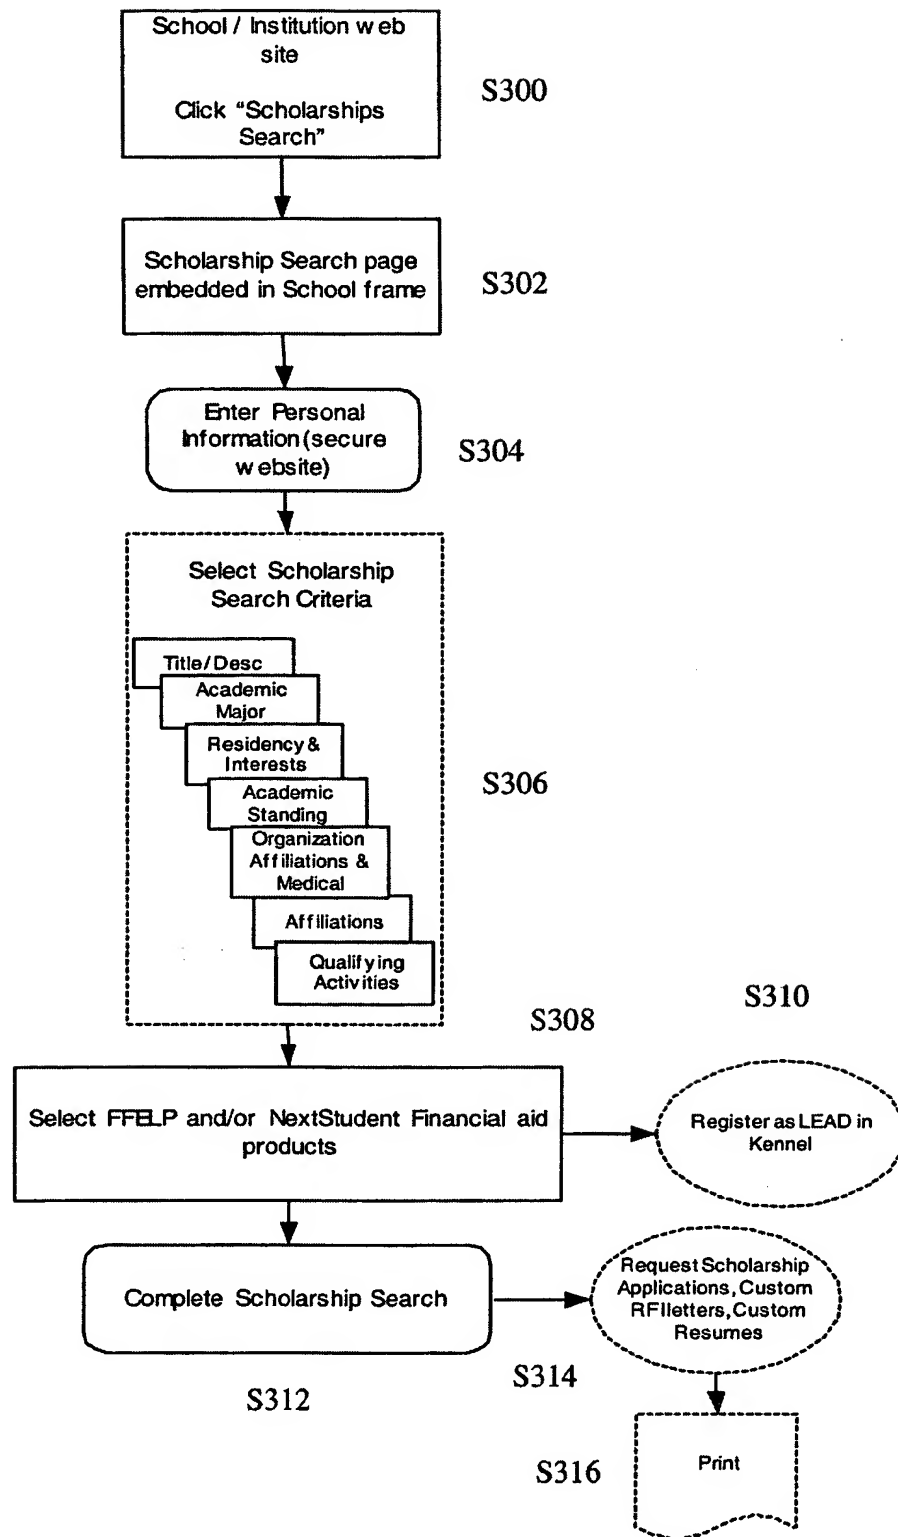 School / Institution web
site
Click "Scholarships
Search"
S300
Scholarship Search page
embedded in School frame
S302
Enter Personal
Information (secure
website)
S304
Select Scholarship
Search Criteria
Title/Desc
Academic
Major
Residency &
Interests
Academic
Standing
Organization
Affiliations &
Medical
Affiliations
Qualifying
Activities
S306
S308
S310
Select FFELP and/or NextStudent Financial aid
products
Register as LEAD in
Kennel
Complete Scholarship Search
S312
Request Scholarship
Applications, Custom
RFI letters, Custom
Resumes
S314
Print
S316